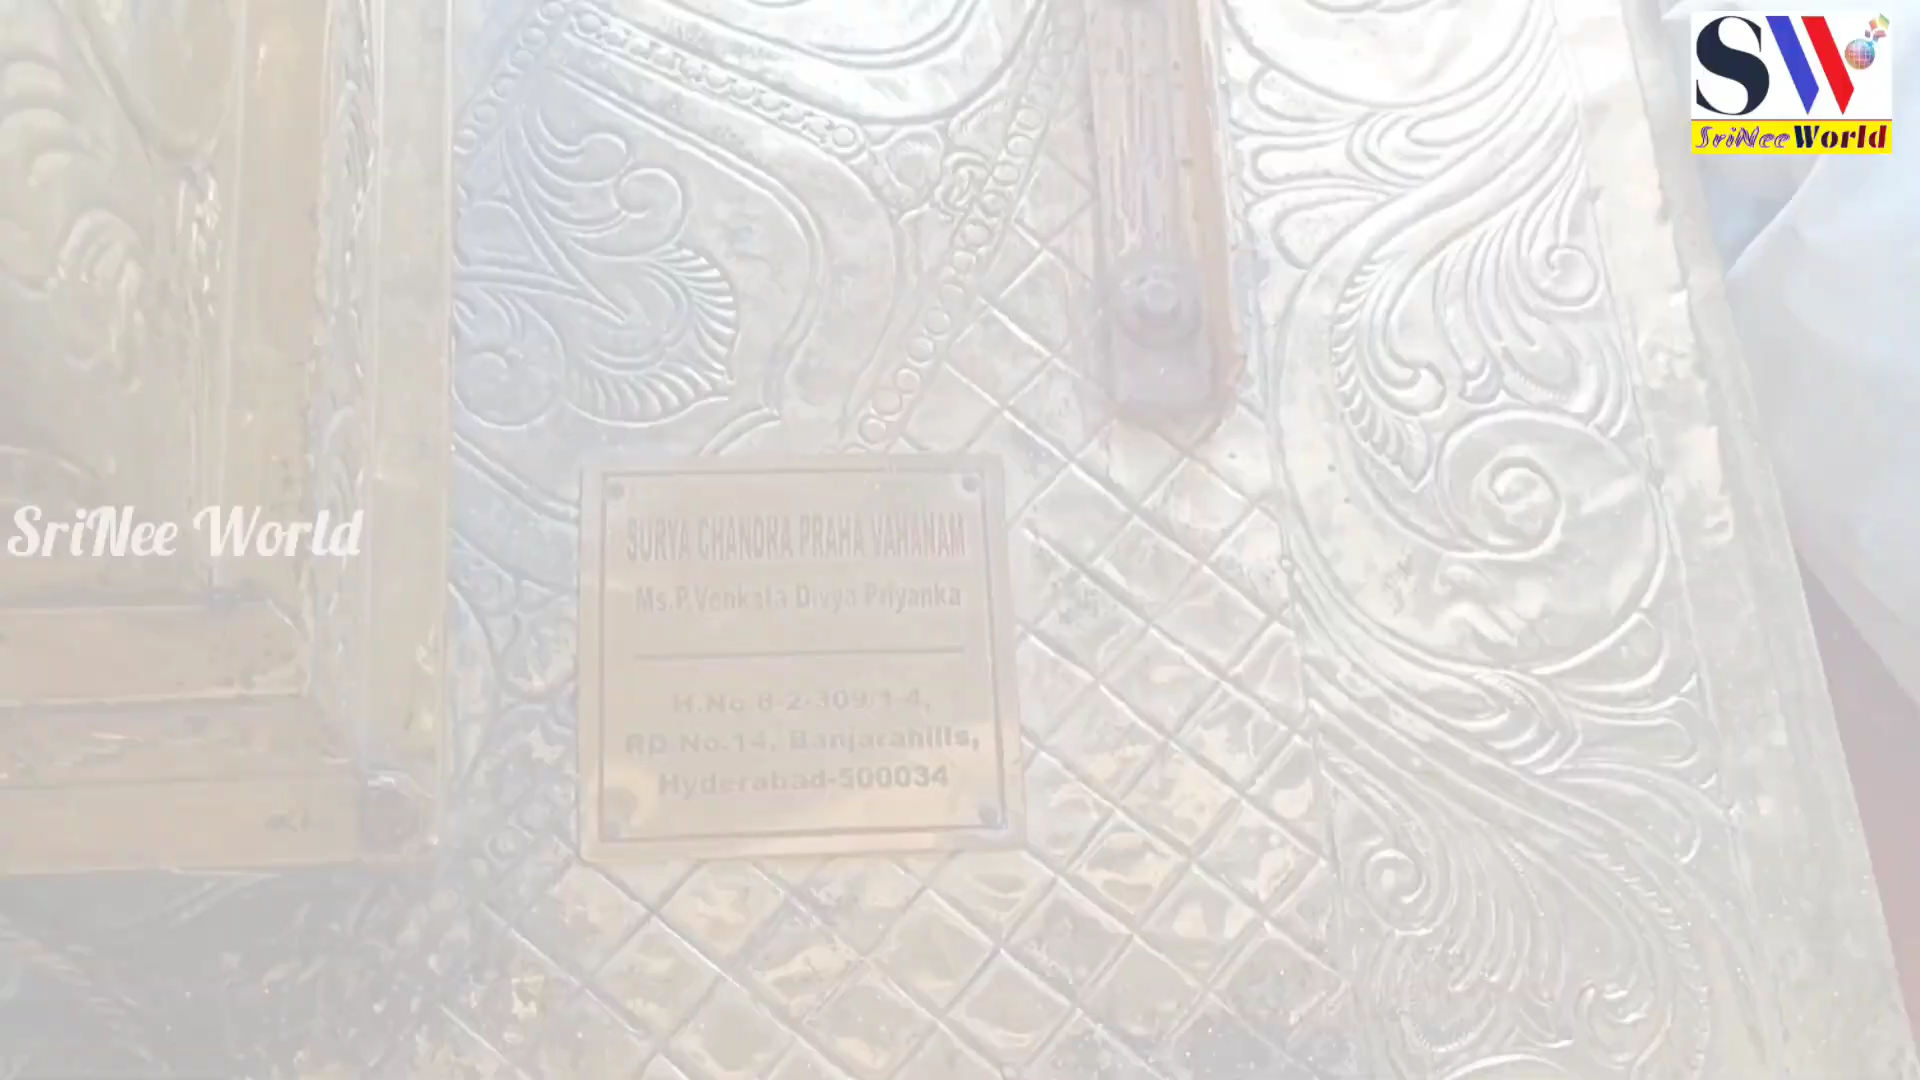 SW
SriNee World
SriNee World
SURYA CHANDRA PRAHA VAHANAM
Ms.P.Venkata Divya Priyanka
H.No 8-2-309/1-4,
RD.No.14, Banjarahills,
Hyderabad-500034